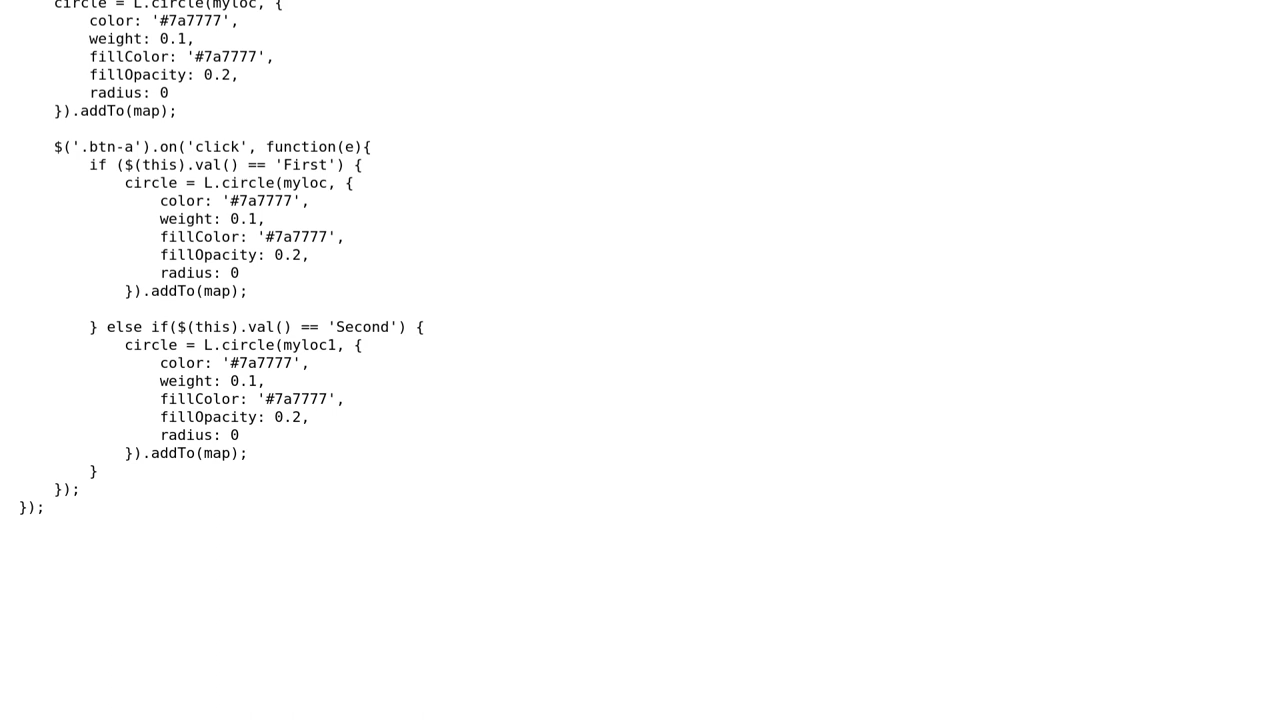 circle = L.circle(myloc, {
        color: '#7a7777',
        weight: 0.1,
        fillColor: '#7a7777',
        fillOpacity: 0.2,
        radius: 0
    }).addTo(map);

    $('.btn-a').on('click', function(e){
        if ($(this).val() == 'First') {
            circle = L.circle(myloc, {
                color: '#7a7777',
                weight: 0.1,
                fillColor: '#7a7777',
                fillOpacity: 0.2,
                radius: 0
            }).addTo(map);

        } else if($(this).val() == 'Second') {
            circle = L.circle(myloc1, {
                color: '#7a7777',
                weight: 0.1,
                fillColor: '#7a7777',
                fillOpacity: 0.2,
                radius: 0
            }).addTo(map);
        }
    });
});